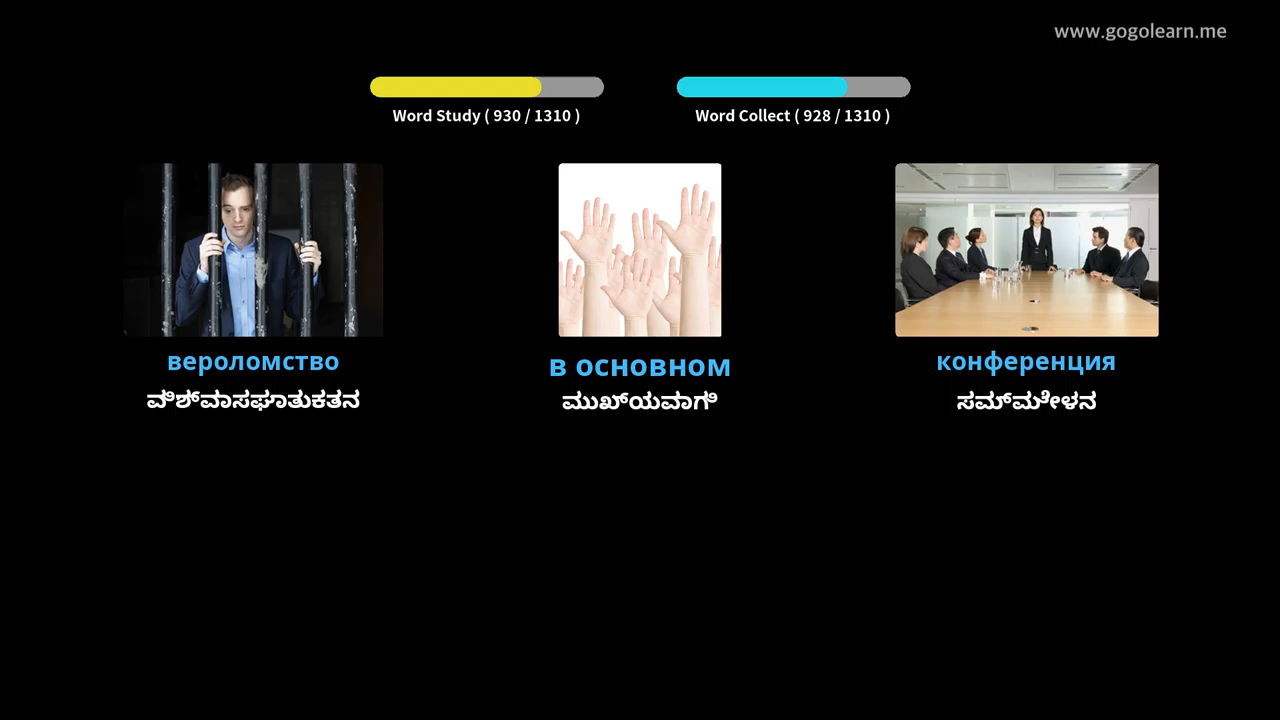 www.gogolearn.me
Word Study ( 930 / 1310 )
Word Collect ( 928 / 1310 )
вероломство
в основном
конференция
ವಿಶ್ವಾಸಘಾತುಕತನ
ಮುಖ್ಯವಾಗಿ
ಸಮ್ಮೇಳನ